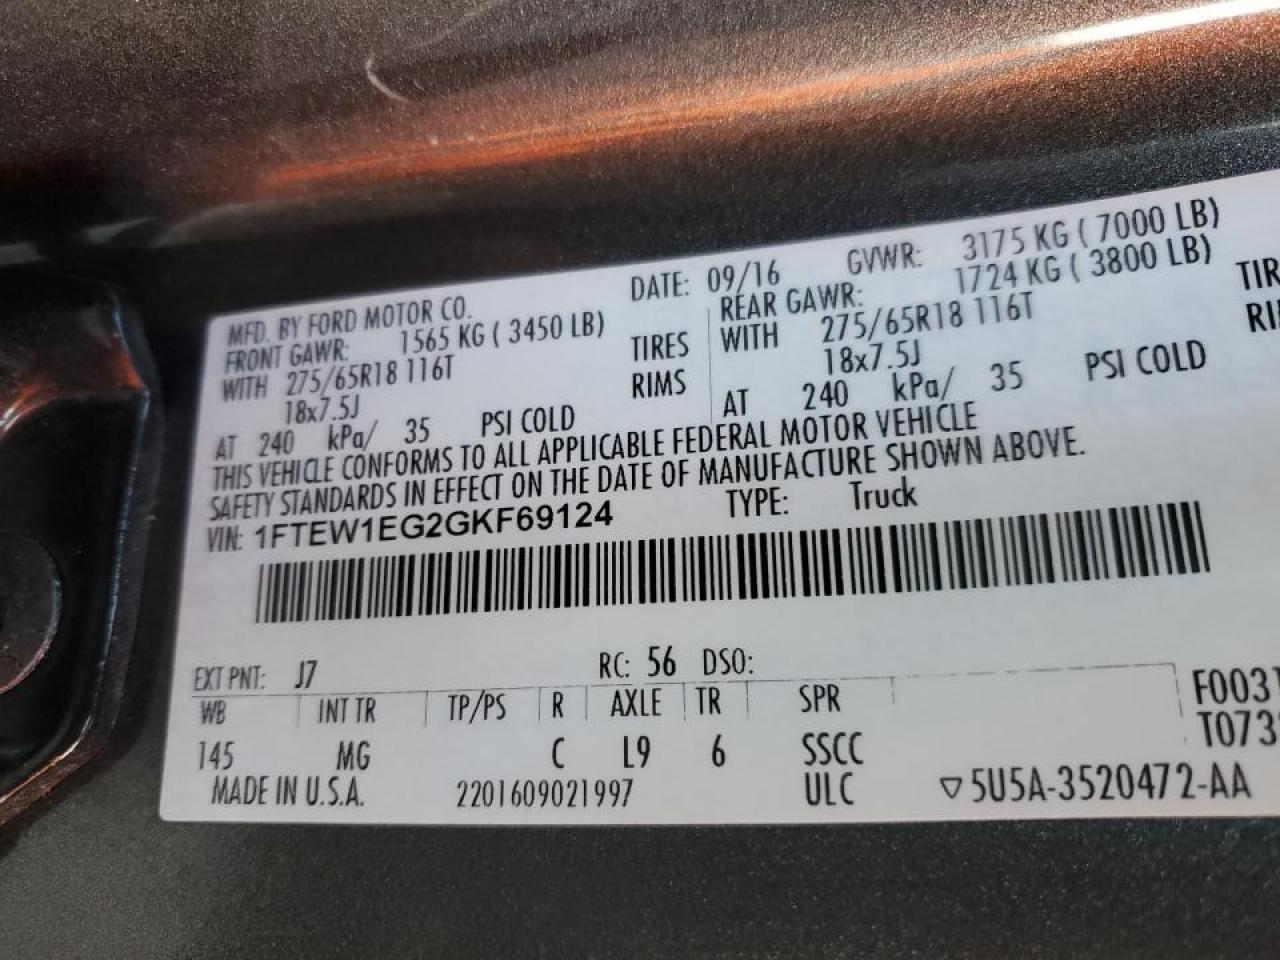 MFD. BY FORD MOTOR CO.
DATE: 09/16
GVWR: 3175 KG ( 7000 LB)
FRONT GAWR: 1565 KG ( 3450 LB)
REAR GAWR: 1724 KG ( 3800 LB)
WITH 275/65R18 116T
TIRES
WITH 275/65R18 116T
TIR
18x7.5J
RIMS
18x7.5J
RI
AT 240 kPa/ 35 PSI COLD
AT 240 kPa/ 35 PSI COLD
THIS VEHICLE CONFORMS TO ALL APPLICABLE FEDERAL MOTOR VEHICLE
SAFETY STANDARDS IN EFFECT ON THE DATE OF MANUFACTURE SHOWN ABOVE.
VIN: 1FTEW1EG2GKF69124
TYPE: Truck
EXT PNT: J7
RC: 56 DSO:
WB INT TR TP/PS R AXLE TR SPR
F0031
145 MG C L9 6 SSCC
T073
MADE IN U.S.A. 2201609021997 ULC ▽5U5A-3520472-AA